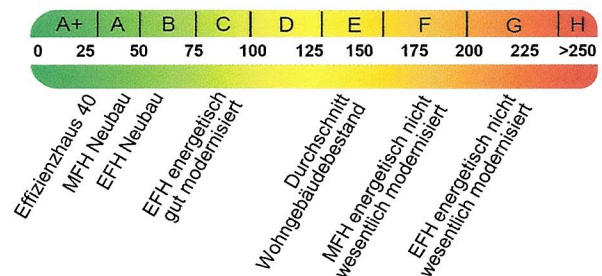 A+ A B C D E F G H
0 25 50 75 100 125 150 175 200 225 >250
Effizienzhaus 40
MFH Neubau
EFH Neubau
EFH energetisch
gut modernisiert
Durchschnitt
Wohngebäudebestand
MFH energetisch nicht
wesentlich modernisiert
EFH energetisch nicht
wesentlich modernisiert